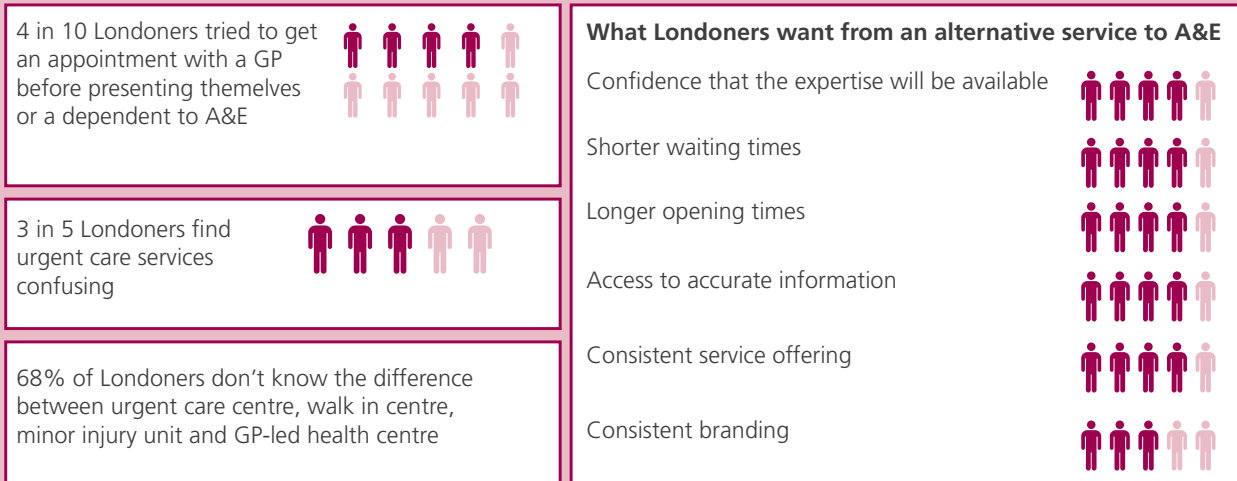 4 in 10 Londoners tried to get
an appointment with a GP
before presenting themelves
or a dependent to A&E
3 in 5 Londoners find
urgent care services
confusing
68% of Londoners don’t know the difference
between urgent care centre, walk in centre,
minor injury unit and GP-led health centre
What Londoners want from an alternative service to A&E
Confidence that the expertise will be available
Shorter waiting times
Longer opening times
Access to accurate information
Consistent service offering
Consistent branding